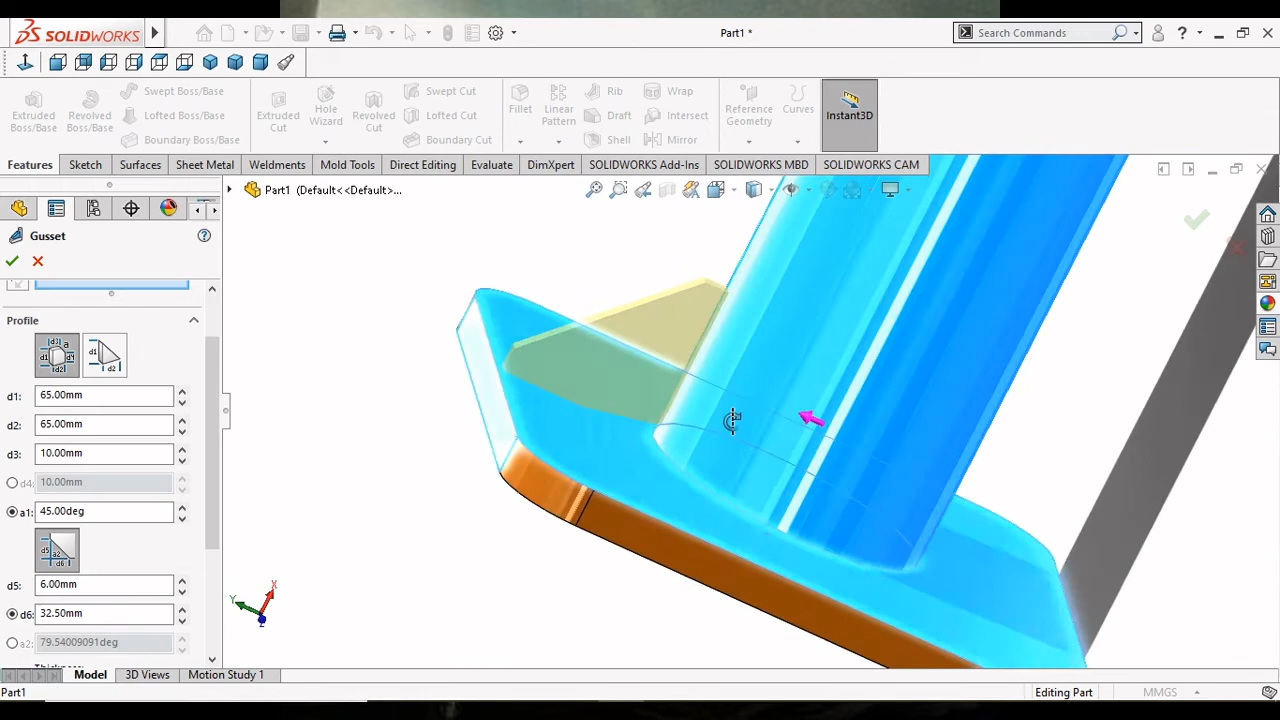 SOLIDWORKS
Part1 *
Search Commands
?
Extruded Boss/Base
Revolved Boss/Base
Swept Boss/Base
Lofted Boss/Base
Boundary Boss/Base
Extruded Cut
Hole Wizard
Revolved Cut
Swept Cut
Lofted Cut
Boundary Cut
Fillet
Linear Pattern
Rib
Draft
Shell
Wrap
Intersect
Mirror
Reference Geometry
Curves
Instant3D
Features Sketch Surfaces Sheet Metal Weldments Mold Tools Direct Editing Evaluate DimXpert SOLIDWORKS Add-Ins SOLIDWORKS MBD SOLIDWORKS CAM
Part1 (Default<<Default>...
Gusset
Profile
d1: 65.00mm
d2: 65.00mm
d3: 10.00mm
d4: 10.00mm
a1: 45.00deg
d5: 6.00mm
d6: 32.50mm
a2: 79.54009091deg
X
Y
Z
Model 3D Views Motion Study 1
Part1
Editing Part
MMGS